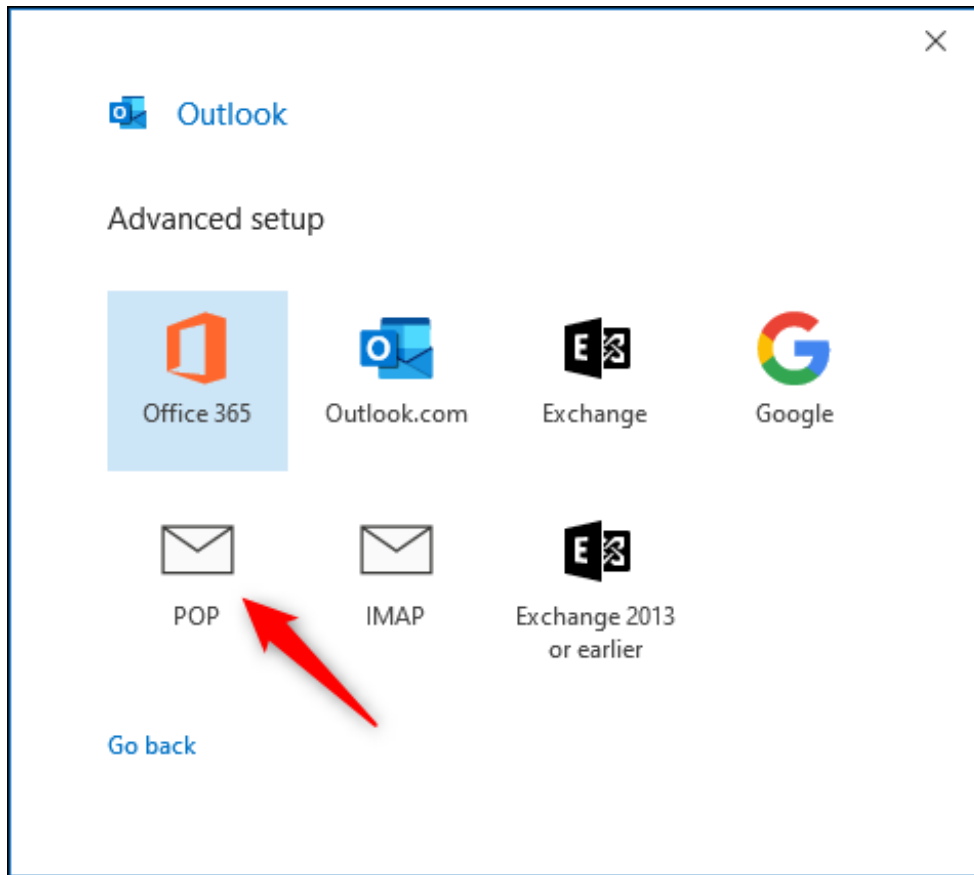 Outlook
Advanced setup
Office 365
Outlook.com
Exchange
Google
POP
IMAP
Exchange 2013
or earlier
Go back